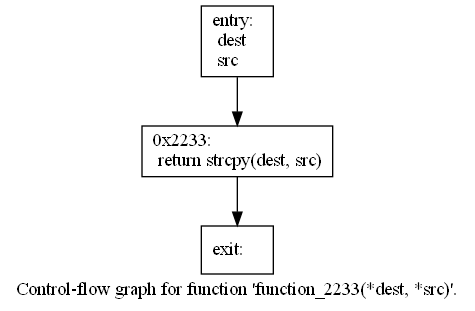 entry:
dest
src
0x2233:
return strcpy(dest, src)
exit:
Control-flow graph for function 'function_2233(*dest, *src)'.